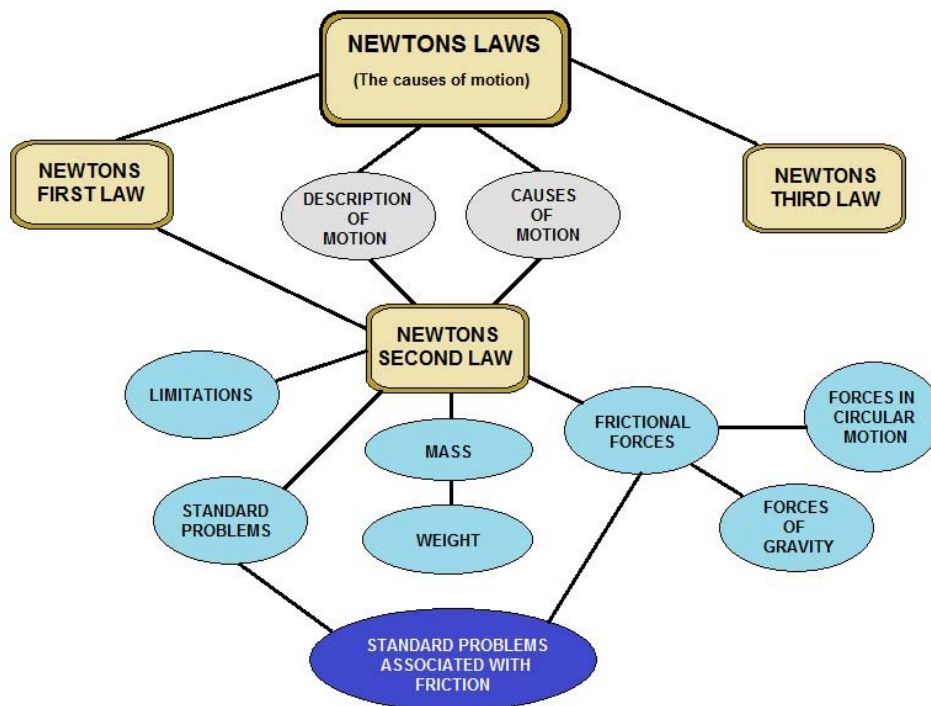 NEWTONS LAWS
(The causes of motion)
NEWTONS
FIRST LAW
NEWTONS
THIRD LAW
DESCRIPTION
OF
MOTION
CAUSES
OF
MOTION
NEWTONS
SECOND LAW
LIMITATIONS
FRICTIONAL
FORCES
FORCES IN
CIRCULAR
MOTION
MASS
STANDARD
PROBLEMS
WEIGHT
FORCES
OF
GRAVITY
STANDARD PROBLEMS
ASSOCIATED WITH
FRICTION